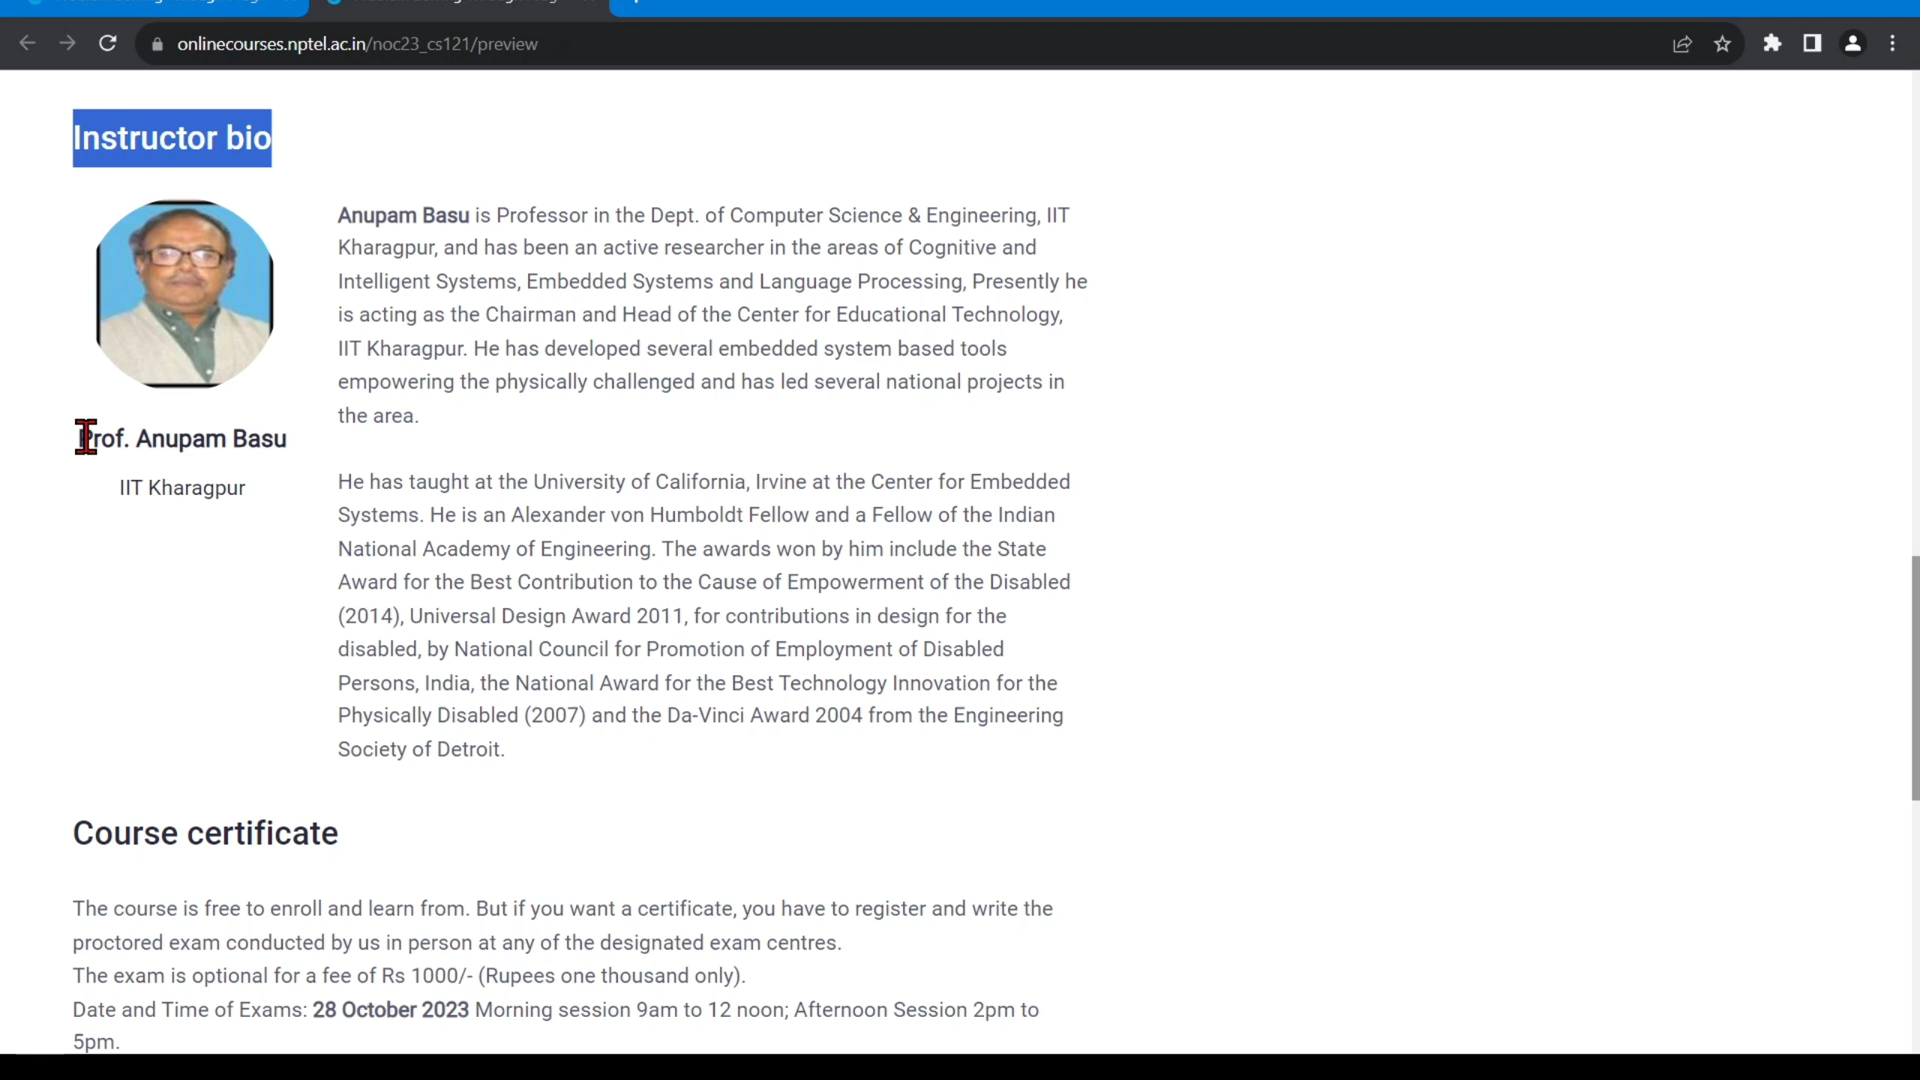 onlinecourses.nptel.ac.in/noc23_cs121/preview
Instructor bio
Prof. Anupam Basu
IIT Kharagpur
Anupam Basu is Professor in the Dept. of Computer Science & Engineering, IIT
Kharagpur, and has been an active researcher in the areas of Cognitive and
Intelligent Systems, Embedded Systems and Language Processing, Presently he
is acting as the Chairman and Head of the Center for Educational Technology,
IIT Kharagpur. He has developed several embedded system based tools
empowering the physically challenged and has led several national projects in
the area.
He has taught at the University of California, Irvine at the Center for Embedded
Systems. He is an Alexander von Humboldt Fellow and a Fellow of the Indian
National Academy of Engineering. The awards won by him include the State
Award for the Best Contribution to the Cause of Empowerment of the Disabled
(2014), Universal Design Award 2011, for contributions in design for the
disabled, by National Council for Promotion of Employment of Disabled
Persons, India, the National Award for the Best Technology Innovation for the
Physically Disabled (2007) and the Da-Vinci Award 2004 from the Engineering
Society of Detroit.
Course certificate
The course is free to enroll and learn from. But if you want a certificate, you have to register and write the
proctored exam conducted by us in person at any of the designated exam centres.
The exam is optional for a fee of Rs 1000/- (Rupees one thousand only).
Date and Time of Exams: 28 October 2023 Morning session 9am to 12 noon; Afternoon Session 2pm to
5pm.